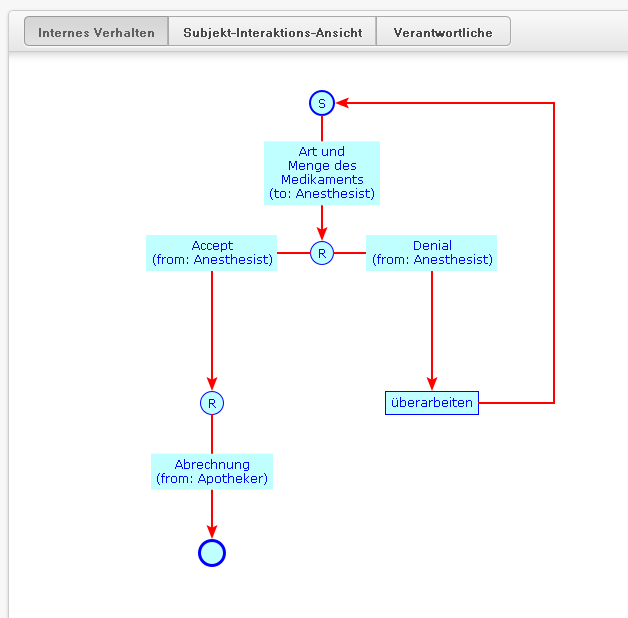 Internes Verhalten
Subjekt-Interaktions-Ansicht
Verantwortliche
S
Art und
Menge des
Medikaments
(to: Anesthesist)
Accept
(from: Anesthesist)
R
Denial
(from: Anesthesist)
R
überarbeiten
Abrechnung
(from: Apotheker)